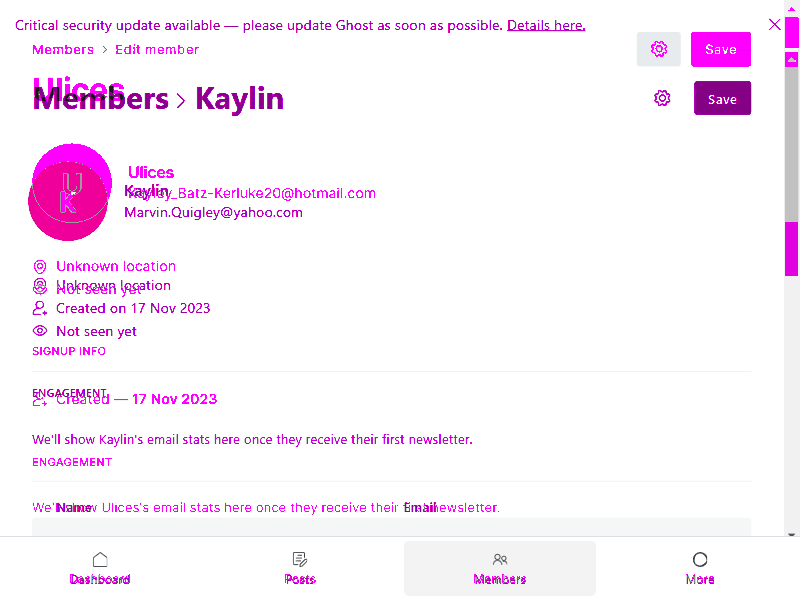 Critical security update available — please update Ghost as soon as possible. Details here.
Members > Edit member
Save
Ulices
Members > Kaylin
Save
U
K
Ulices
Kaylin
Kayley_Batz-Kerluke20@hotmail.com
Marvin.Quigley@yahoo.com
Unknown location
Unknown location
Not seen yet
Created on 17 Nov 2023
Not seen yet
SIGNUP INFO
ENGAGEMENT
Created — 17 Nov 2023
We'll show Kaylin's email stats here once they receive their first newsletter.
ENGAGEMENT
We'll show Ulices's email stats here once they receive their first newsletter.
Name Email
Dashboard Posts Members More